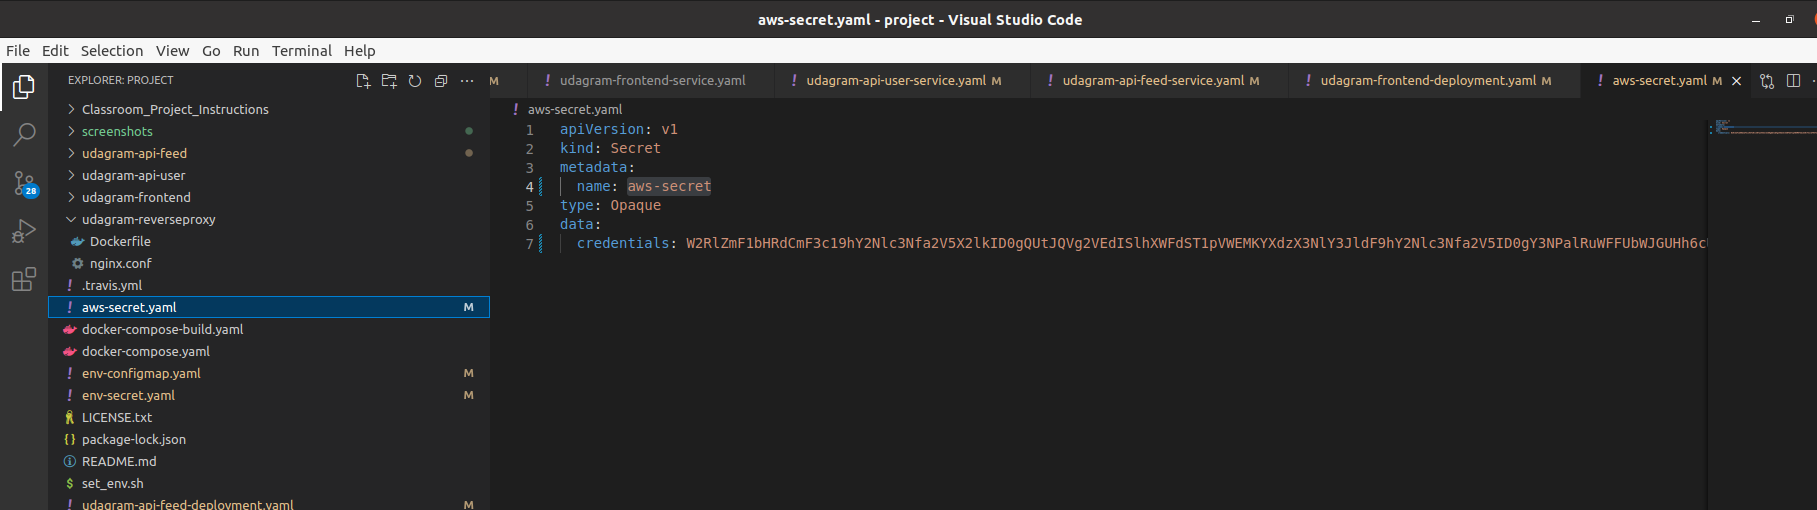 aws-secret.yaml - project - Visual Studio Code
File Edit Selection View Go Run Terminal Help
EXPLORER: PROJECT
M udagram-frontend-service.yaml udagram-api-user-service.yaml M udagram-api-feed-service.yaml M udagram-frontend-deployment.yaml M aws-secret.yaml M
Classroom_Project_Instructions
screenshots
udagram-api-feed
udagram-api-user
udagram-frontend
udagram-reverseproxy
Dockerfile
nginx.conf
.travis.yml
aws-secret.yaml M
docker-compose-build.yaml
docker-compose.yaml
env-configmap.yaml M
env-secret.yaml M
LICENSE.txt
package-lock.json
README.md
set_env.sh
udagram-api-feed-deployment.yaml M
28
aws-secret.yaml
1 apiVersion: v1
2 kind: Secret
3 metadata:
4 name: aws-secret
5 type: Opaque
6 data:
7 credentials: